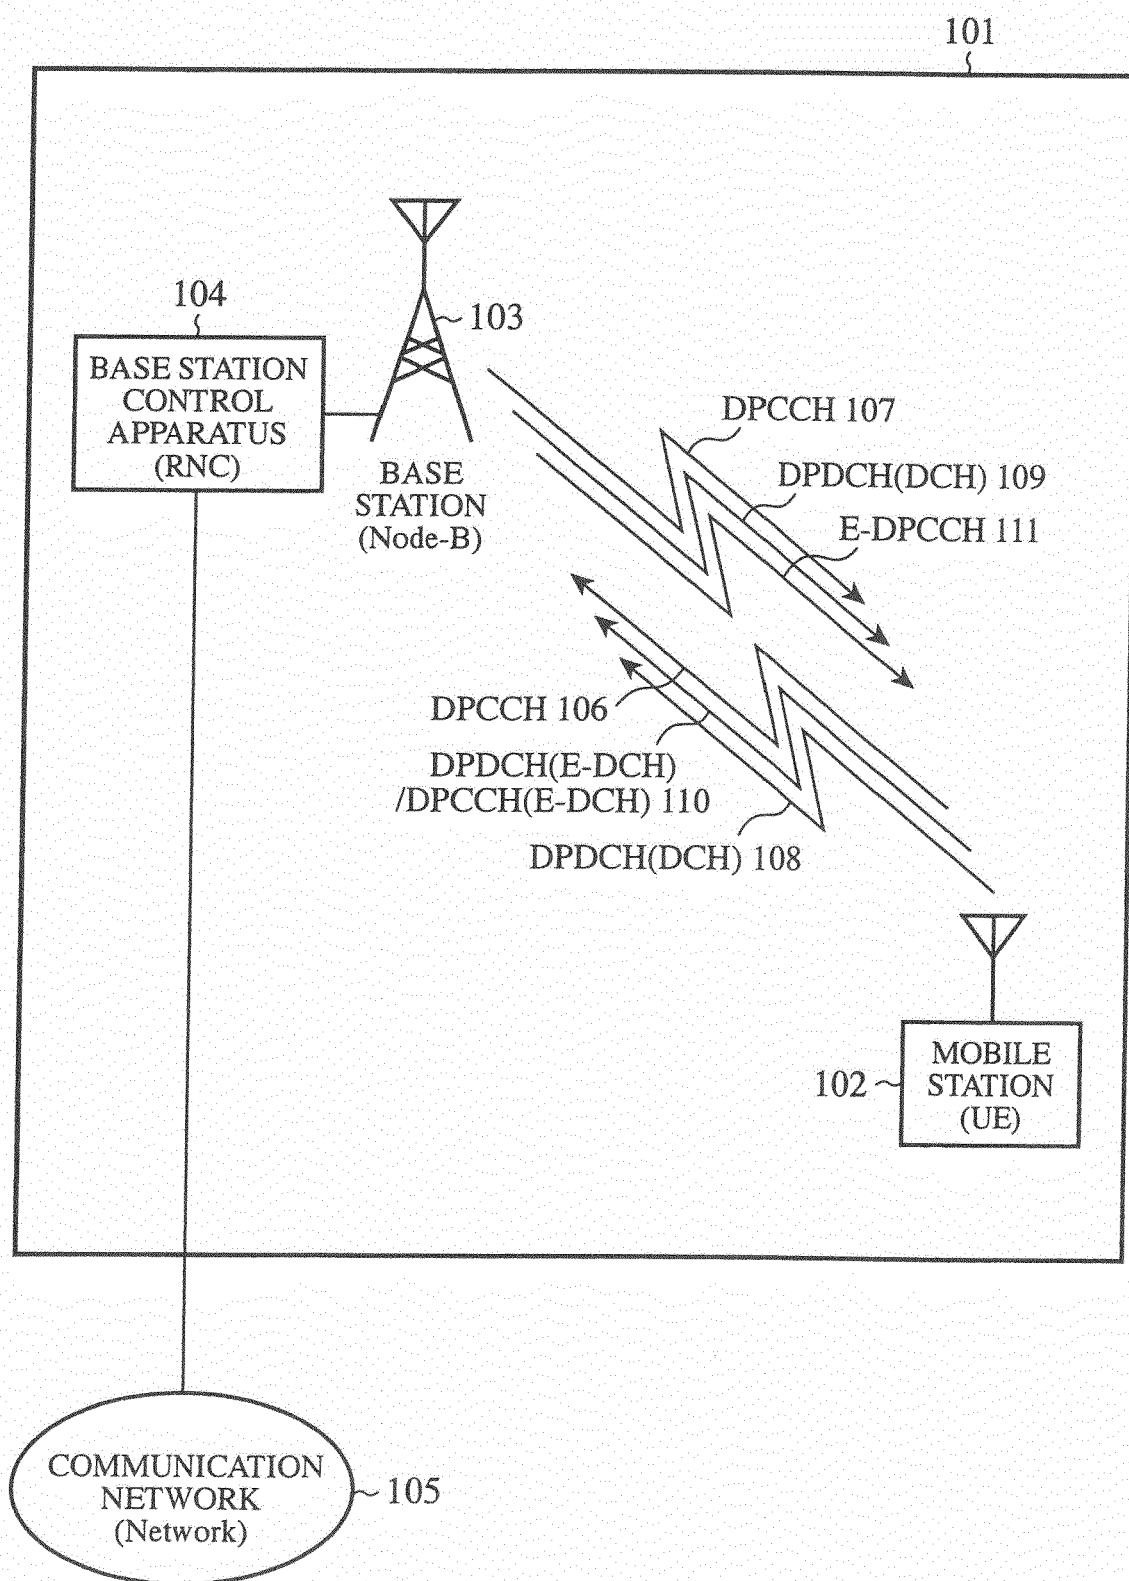 101
104
103
BASE STATION
CONTROL
APPARATUS
(RNC)
BASE
STATION
(Node-B)
DPCCH 107
DPDCH(DCH) 109
E-DPCCH 111
DPCCH 106
DPDCH(E-DCH)
/DPCCH(E-DCH) 110
DPDCH(DCH) 108
102
MOBILE
STATION
(UE)
COMMUNICATION
NETWORK
(Network)
105